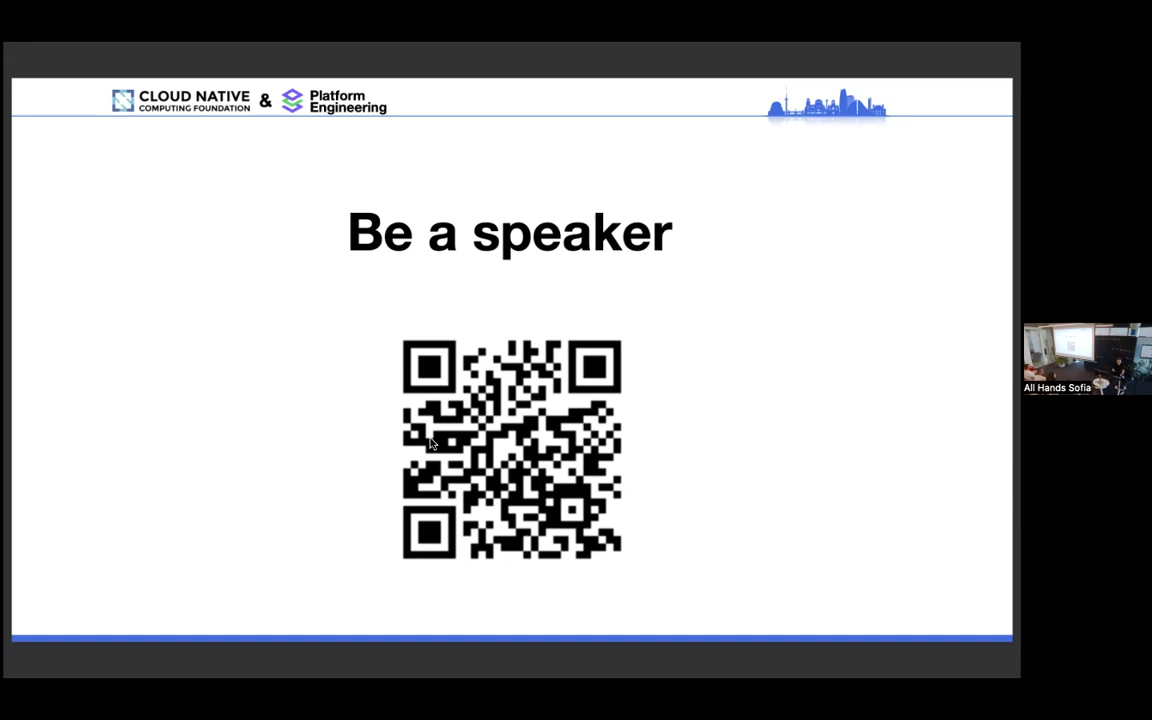 CLOUD NATIVE
COMPUTING FOUNDATION
&
Platform
Engineering
Be a speaker
All Hands Sofia